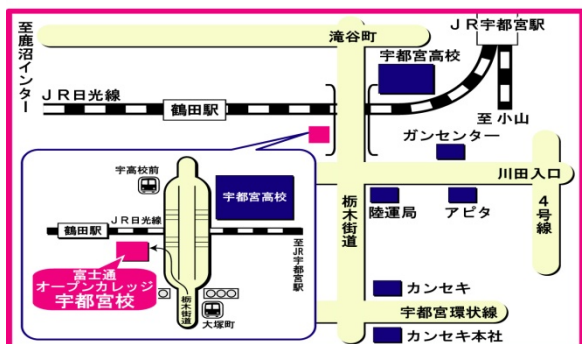 至鹿沼インター
滝谷町
ＪＲ宇都宮駅
宇都宮高校
ＪＲ日光線
鶴田駅
至 小山
ガンセンター
川田入口
栃木街道
陸運局
アピタ
4号線
カンセキ
宇都宮環状線
カンセキ本社
宇高校前
宇都宮高校
ＪＲ日光線
鶴田駅
至JR宇都宮駅
富士通
オープンカレッジ
宇都宮校
栃木街道
大塚町